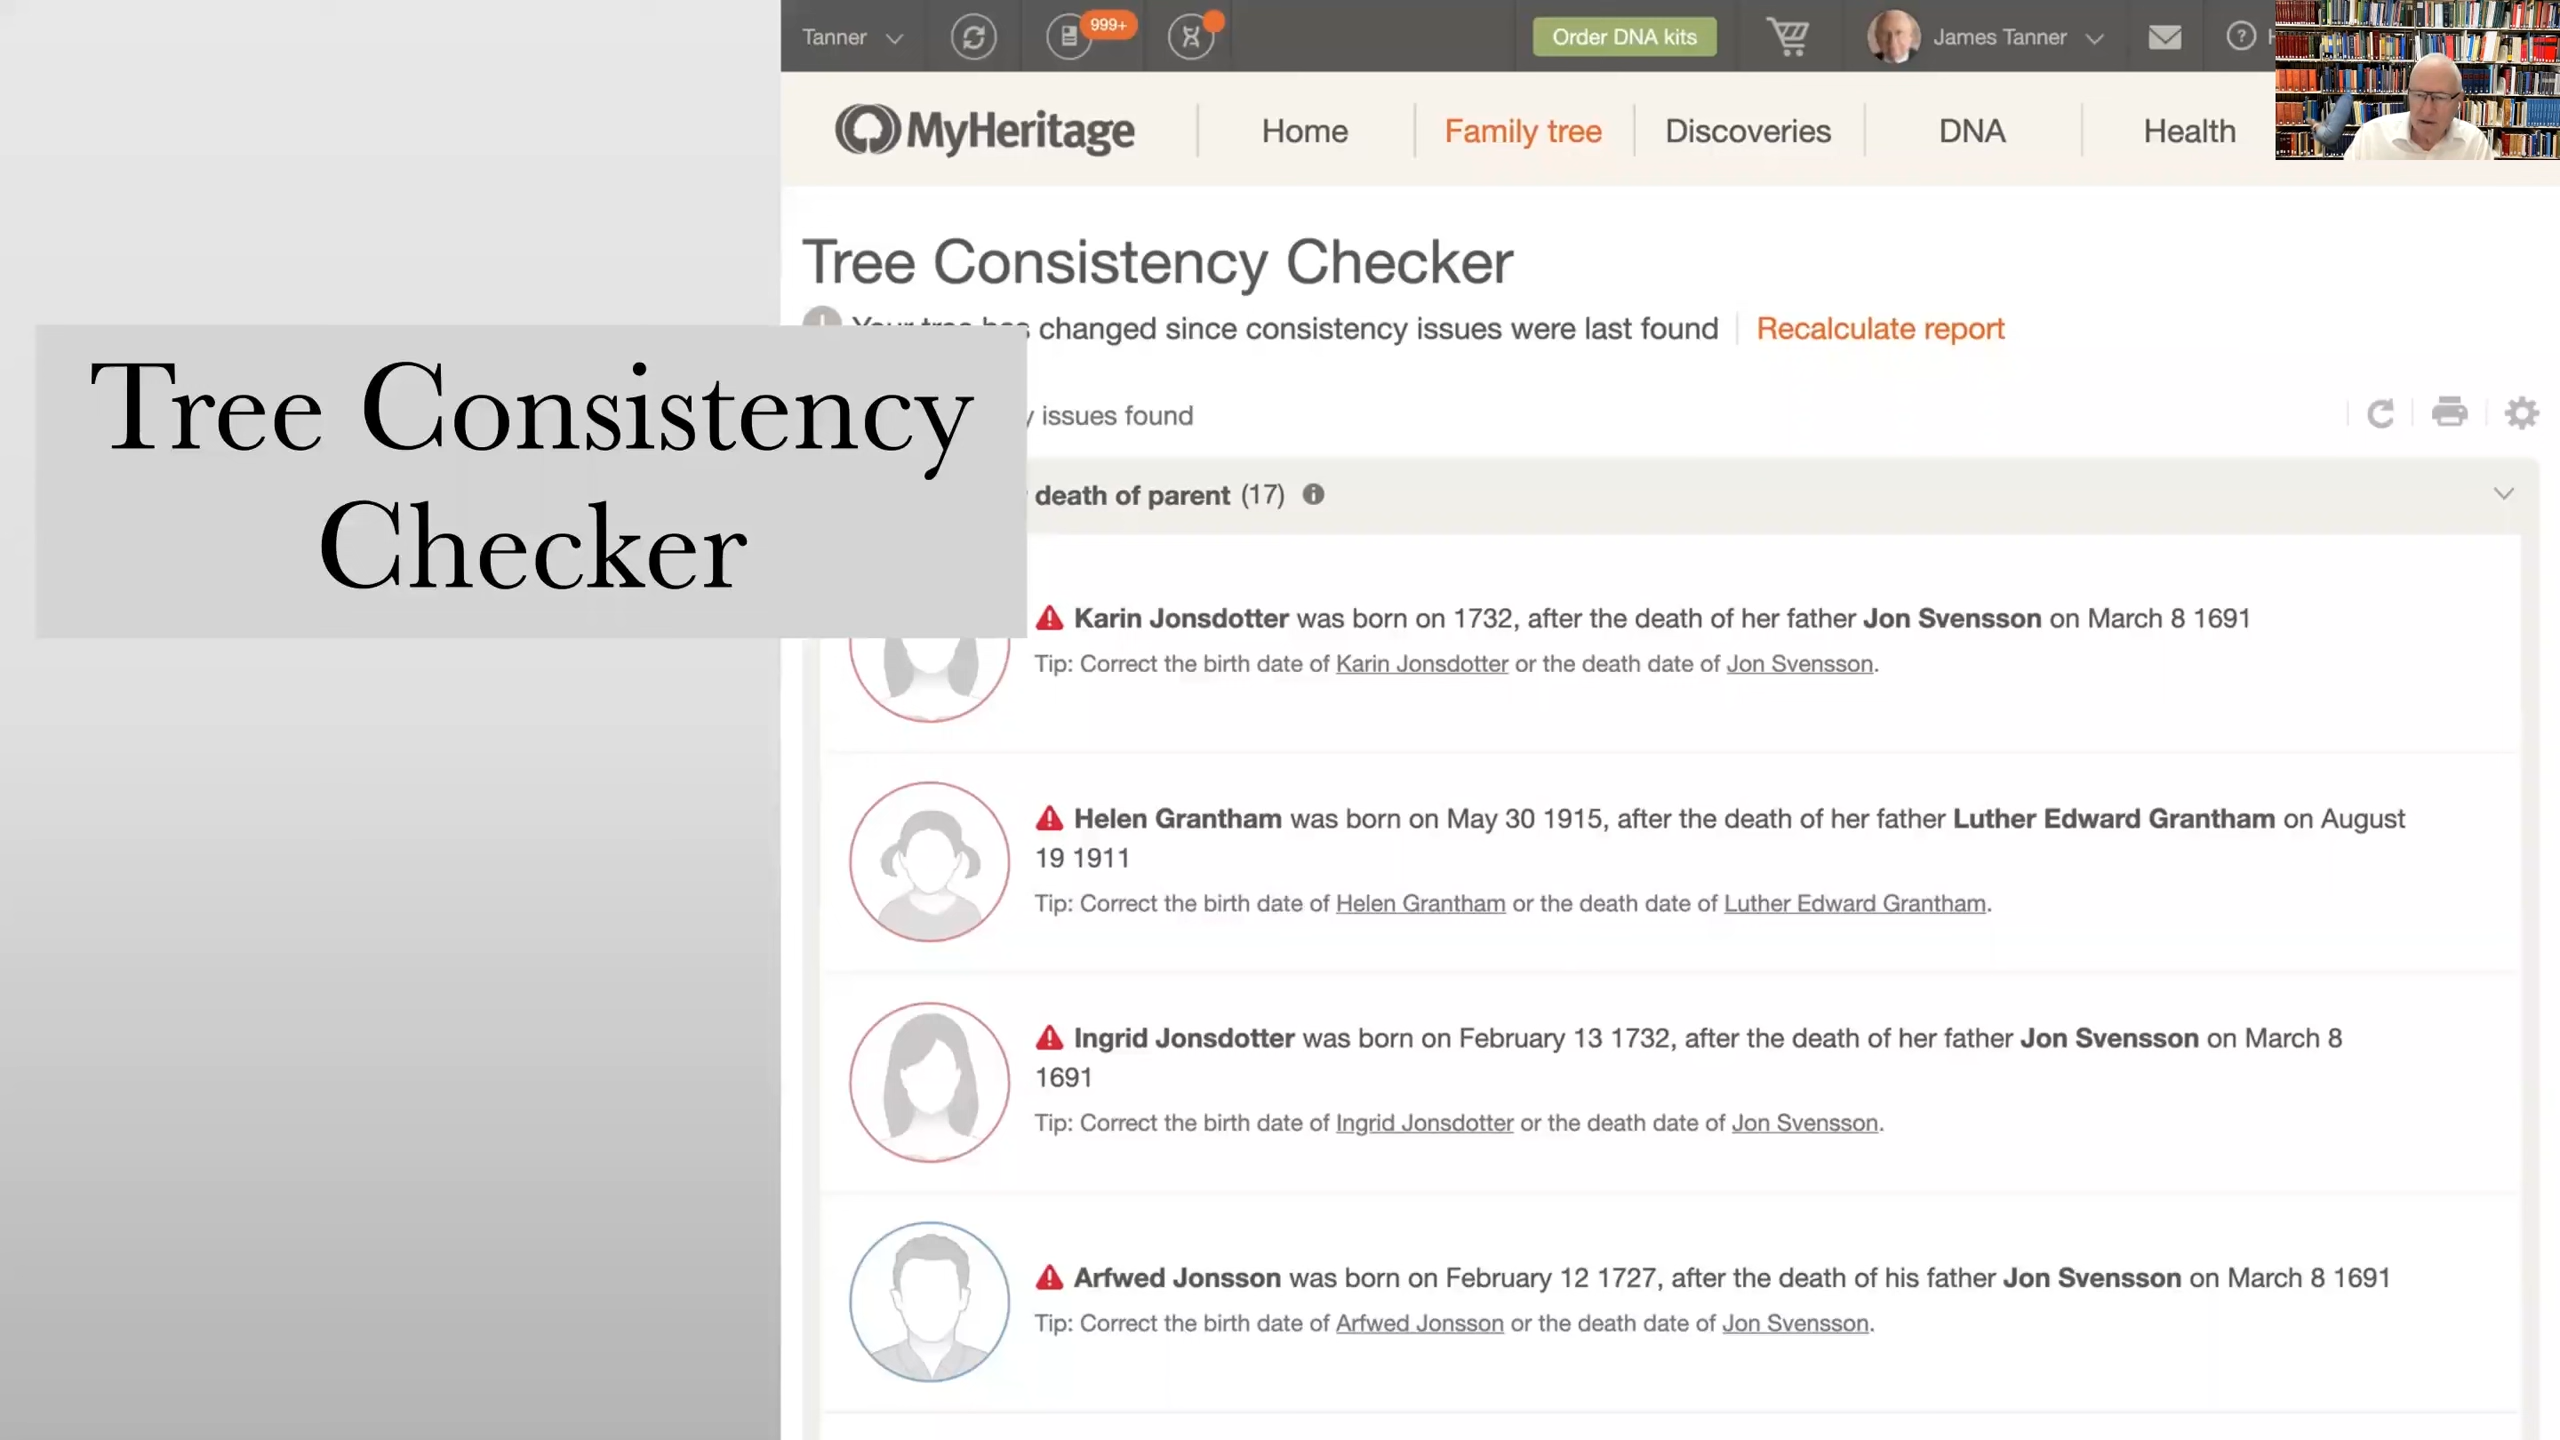 Tanner
999+
Order DNA kits
James Tanner
MyHeritage
Home
Family tree
Discoveries
DNA
Health
Tree Consistency Checker
changed since consistency issues were last found
Recalculate report
issues found
death of parent (17)
Tree Consistency
Checker
Karin Jonsdotter was born on 1732, after the death of her father Jon Svensson on March 8 1691
Tip: Correct the birth date of Karin Jonsdotter or the death date of Jon Svensson.
Helen Grantham was born on May 30 1915, after the death of her father Luther Edward Grantham on August
19 1911
Tip: Correct the birth date of Helen Grantham or the death date of Luther Edward Grantham.
Ingrid Jonsdotter was born on February 13 1732, after the death of her father Jon Svensson on March 8
1691
Tip: Correct the birth date of Ingrid Jonsdotter or the death date of Jon Svensson.
Arfwed Jonsson was born on February 12 1727, after the death of his father Jon Svensson on March 8 1691
Tip: Correct the birth date of Arfwed Jonsson or the death date of Jon Svensson.